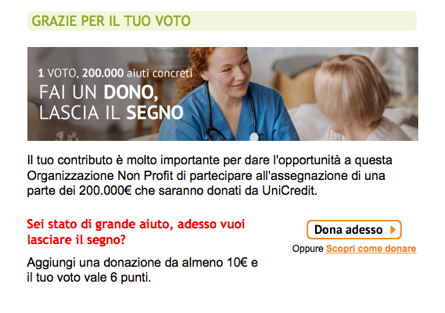 GRAZIE PER IL TUO VOTO
1 VOTO, 200.000 aiuti concreti
FAI UN DONO,
LASCIA IL SEGNO
Il tuo contributo è molto importante per dare l'opportunità a questa
Organizzazione Non Profit di partecipare all'assegnazione di una
parte dei 200.000€ che saranno donati da UniCredit.
Sei stato di grande aiuto, adesso vuoi
lasciare il segno?
Aggiungi una donazione da almeno 10€ e
il tuo voto vale 6 punti.
Dona adesso
Oppure Scopri come donare